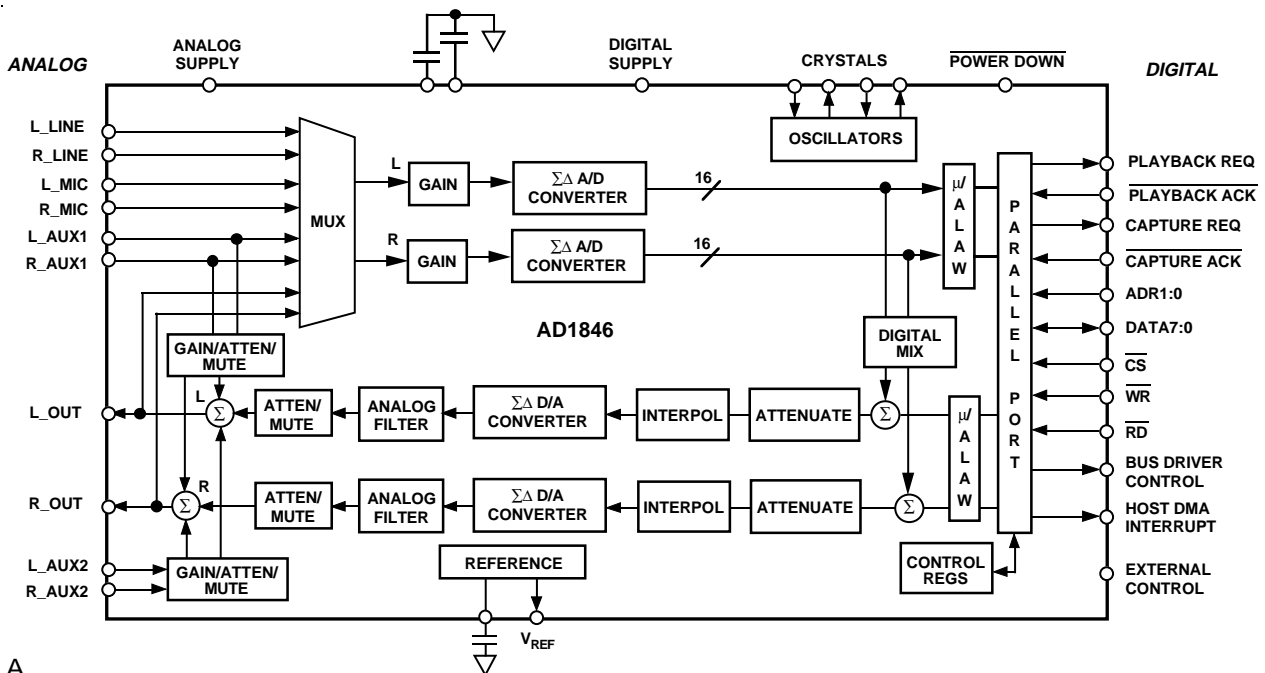 ANALOG
ANALOG
SUPPLY
DIGITAL
SUPPLY
CRYSTALS
POWER DOWN
DIGITAL
L_LINE
R_LINE
L_MIC
R_MIC
L_AUX1
R_AUX1
MUX
L
GAIN
ΣΔ A/D
CONVERTER
16
R
GAIN
ΣΔ A/D
CONVERTER
16
OSCILLATORS
μ/
A
L
A
W
P
A
R
A
L
L
E
L
P
O
R
T
PLAYBACK REQ
PLAYBACK ACK
CAPTURE REQ
CAPTURE ACK
ADR1:0
DATA7:0
CS
WR
RD
BUS DRIVER
CONTROL
HOST DMA
INTERRUPT
EXTERNAL
CONTROL
AD1846
DIGITAL
MIX
GAIN/ATTEN/
MUTE
L_OUT
L
Σ
ATTEN/
MUTE
ANALOG
FILTER
ΣΔ D/A
CONVERTER
INTERPOL
ATTENUATE
Σ
μ/
A
L
A
W
R_OUT
R
Σ
ATTEN/
MUTE
ANALOG
FILTER
ΣΔ D/A
CONVERTER
INTERPOL
ATTENUATE
Σ
L_AUX2
R_AUX2
GAIN/ATTEN/
MUTE
REFERENCE
CONTROL
REGS
VREF
A